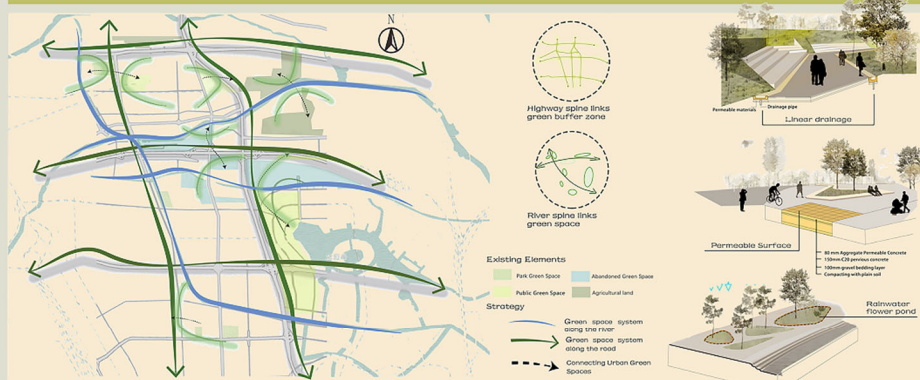 N
Highway spine links
green buffer zone
River spine links
green space
Existing Elements
Park Green Space
Abandoned Green Space
Public Green Space
Agricultural land
Strategy
Green space system
along the river
Green space system
along the road
Connecting Urban Green
Spaces
Permeable materials
Drainage pipe
Linear drainage
Permeable Surface
80 mm Aggregate Permeable Concrete
150mm C20 pervious concrete
100mm gravel bedding layer
Compacting with plain soil
Rainwater
flower pond